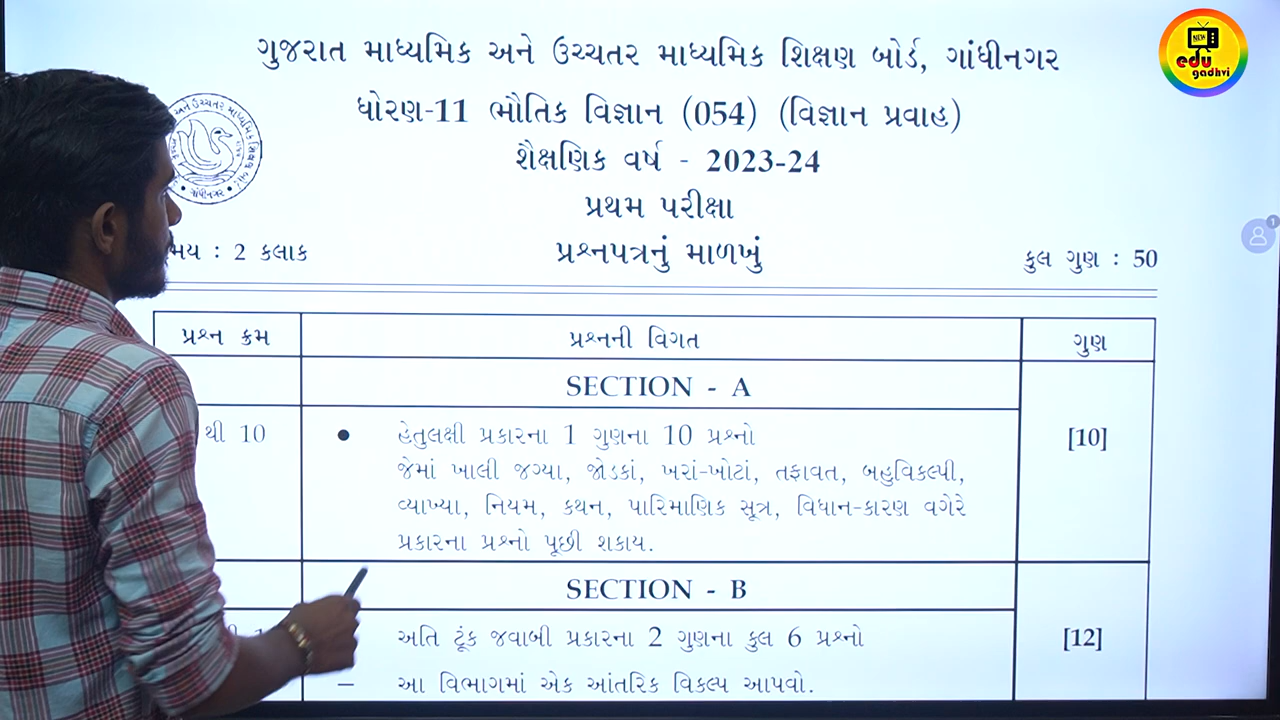 NEW
edu
gadhvi
ગુજરાત માધ્યમિક અને ઉચ્ચતર માધ્યમિક શિક્ષણ બોર્ડ, ગાંધીનગર
ધોરણ-11 ભૌતિક વિજ્ઞાન (054) (વિજ્ઞાન પ્રવાહ)
શૈક્ષણિક વર્ષ - 2023-24
પ્રથમ પરીક્ષા
પ્રશ્નપત્રનું માળખું
: 2 કલાક
કુલ ગુણ : 50
ગાંધીનગર
1
પ્રશ્ન ક્રમ પ્રશ્નની વિગત ગુણ
SECTION - A
થી 10 ● હેતુલક્ષી પ્રકારના 1 ગુણના 10 પ્રશ્નો [10]
જેમાં ખાલી જગ્યા, જોડકાં, ખરાં-ખોટાં, તફાવત, બહુવિકલ્પી,
વ્યાખ્યા, નિયમ, કથન, પારિમાણિક સૂત્ર, વિધાન-કારણ વગેરે
પ્રકારના પ્રશ્નો પૂછી શકાય.
SECTION - B
અતિ ટૂંક જવાબી પ્રકારના 2 ગુણના કુલ 6 પ્રશ્નો [12]
– આ વિભાગમાં એક આંતરિક વિકલ્પ આપવો.